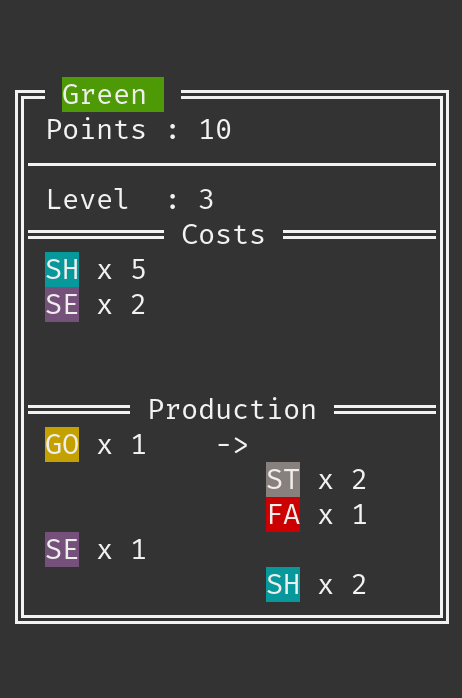 Green
Points : 10
Level  : 3
Costs
SH x 5
SE x 2
Production
GO x 1    ->
ST x 2
FA x 1
SE x 1
SH x 2